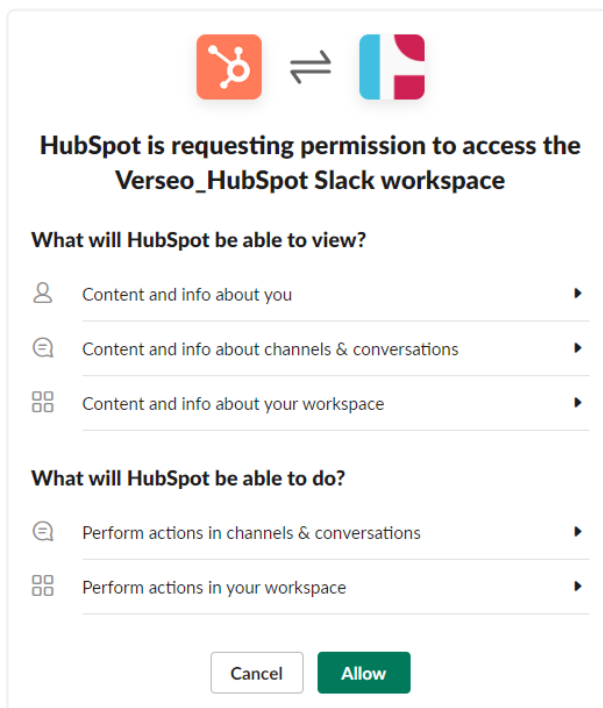 HubSpot is requesting permission to access the
Verseo_HubSpot Slack workspace
What will HubSpot be able to view?
Content and info about you
Content and info about channels & conversations
Content and info about your workspace
What will HubSpot be able to do?
Perform actions in channels & conversations
Perform actions in your workspace
Cancel
Allow